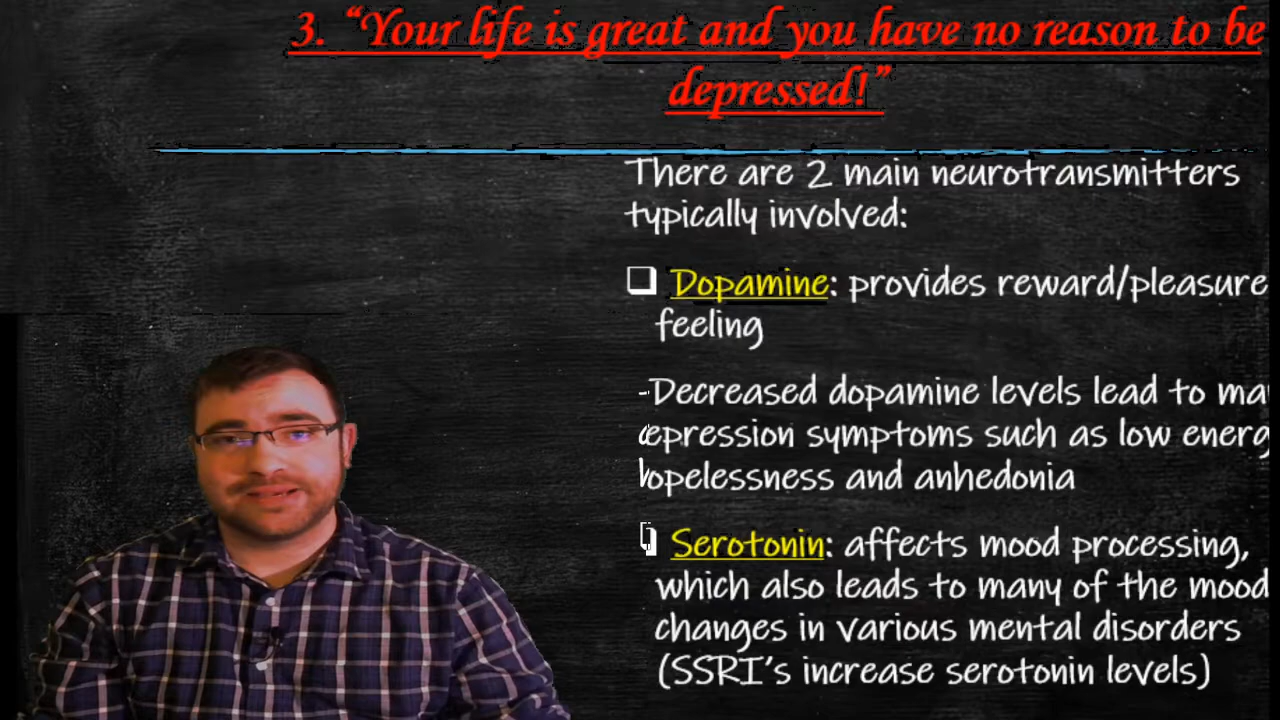 3. “Your life is great and you have no reason to be
depressed!”
There are 2 main neurotransmitters
typically involved:
❑ Dopamine: provides reward/pleasure
feeling
-Decreased dopamine levels lead to
depression symptoms such as low
hopelessness and anhedonia
❑ Serotonin: affects mood processing,
which also leads to many of the mood
changes in various mental disorders
(SSRI’s increase serotonin levels)